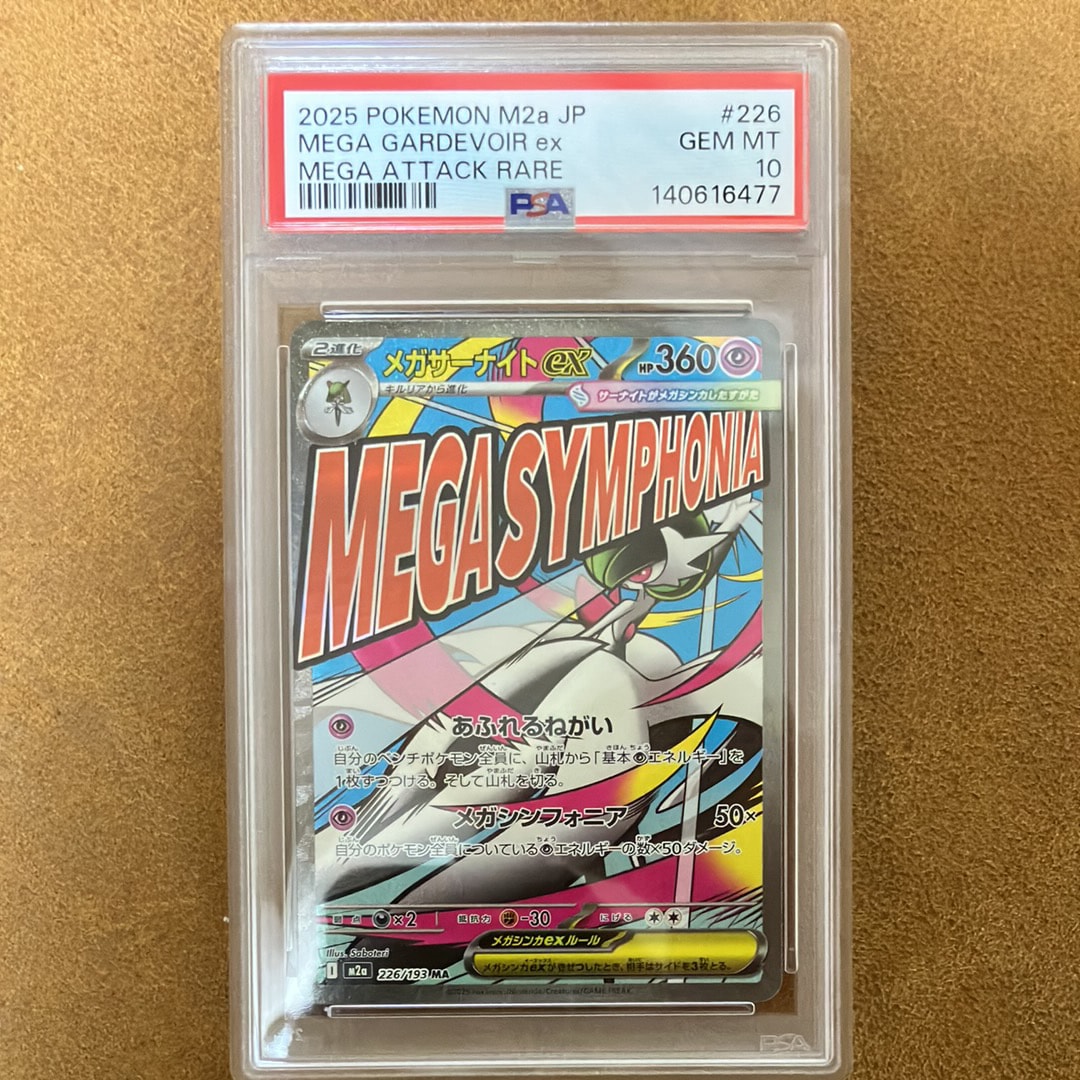 2025 POKEMON M2a JP #226
MEGA GARDEVOIR ex GEM MT
MEGA ATTACK RARE 10
PSA 140616477
2進化 メガサーナイトex HP360
キルリアから進化 サーナイトがメガシンカしたすがた
MEGA SYMPHONIA
あふれるねがい
自分のベンチポケモン全員に、山札から「基本エネルギー」を
1枚ずつつける。そして山札を切る。
メガシンフォニア 50×
自分のポケモン全員についているエネルギーの数×50ダメージ。
弱点 ×2 抵抗力 -30 にげる
メガシンカexルール
メガシンカexがきぜつしたとき、相手はサイドを3枚とる。
Illus. Saboteri
I m2a 226/193 MA
PSA